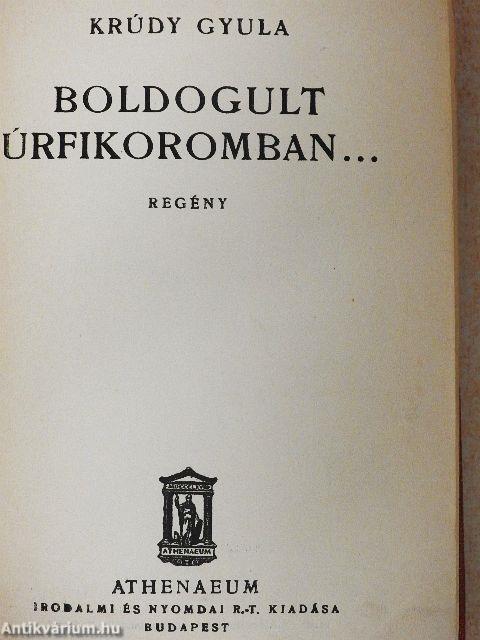 KRÚDY GYULA
BOLDOGULT
ÚRFIKOROMBAN...
REGÉNY
ATHENAEUM
ATHENAEUM
IRODALMI ÉS NYOMDAI R.-T. KIADÁSA
BUDAPEST
Antikvárium.hu